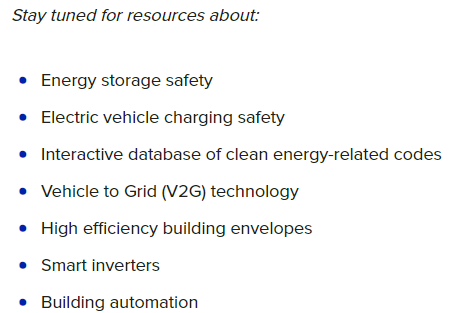 Stay tuned for resources about:
• Energy storage safety
• Electric vehicle charging safety
• Interactive database of clean energy-related codes
• Vehicle to Grid (V2G) technology
• High efficiency building envelopes
• Smart inverters
• Building automation